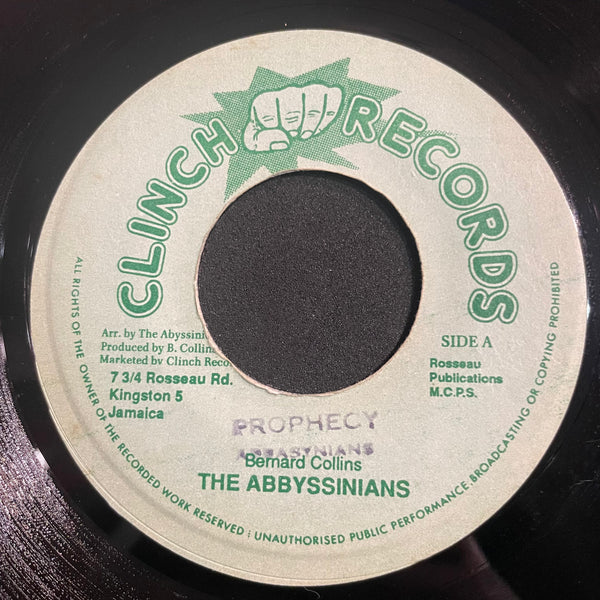 CLINCH RECORDS
Arr. by The Abyssini
Produced by B. Collin
Marketed by Clinch Recor
7 3/4 Rosseau Rd.
Kingston 5
Jamaica
SIDE A
Rosseau
Publications
M.C.P.S.
PROPHECY
ABBASYNIANS
Bernard Collins
THE ABBYSSINIANS
ALL RIGHTS OF THE OWNER OF THE RECORDED WORK RESERVED : UNAUTHORISED PUBLIC PERFORMANCE BROADCASTING OR COPYING PROHIBITED